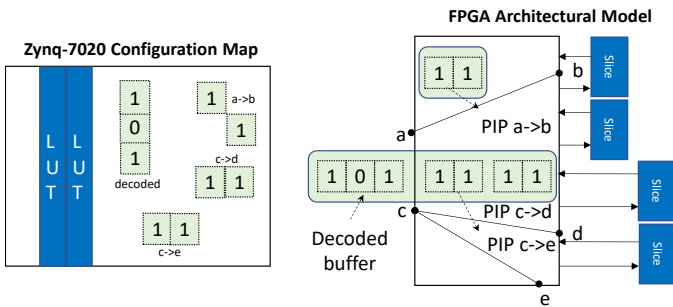 Zynq-7020 Configuration Map
L
U
T
L
U
T
1
0
1
decoded
1
a->b
1
c->d
1 1
1 1
c->e
FPGA Architectural Model
1 1
b
Slice
a
PIP a->b
Slice
1 0 1
1 1
1 1
Slice
c
PIP c->d
d
Decoded
buffer
PIP c->e
Slice
e